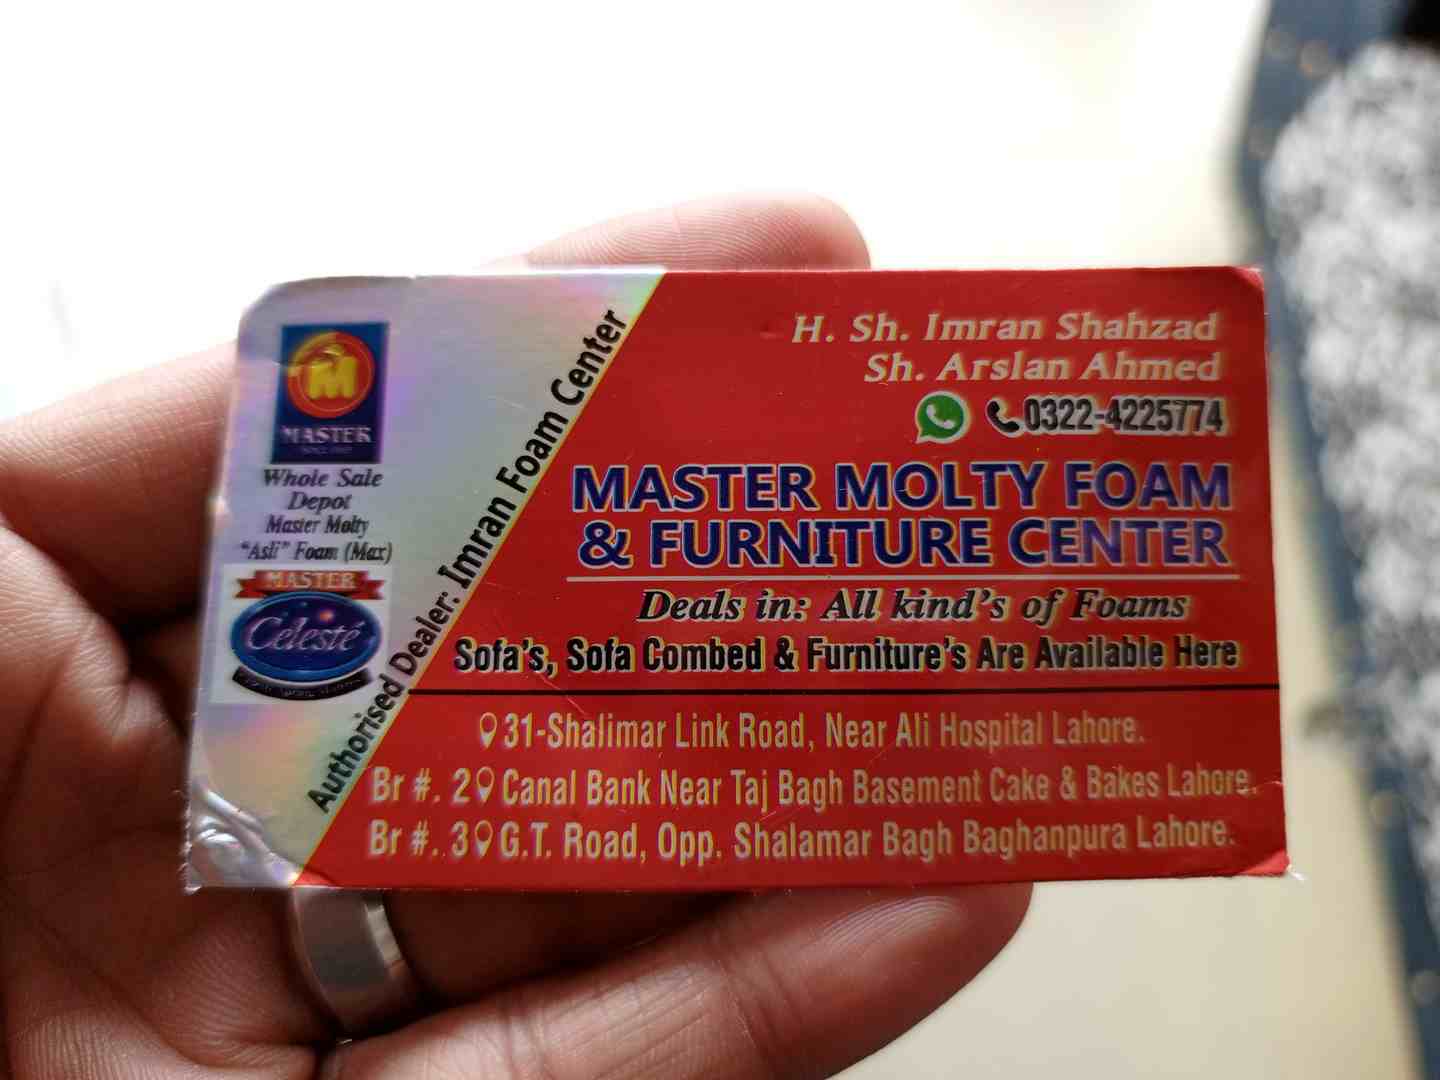 MASTER
Whole Sale
Depot
Master Molty
"Asli" Foam (Max)
MASTER
Celesté
Authorised Dealer: Imran Foam Center
H. Sh. Imran Shahzad
Sh. Arslan Ahmed
0322-4225774
MASTER MOLTY FOAM
& FURNITURE CENTER
Deals in: All kind's of Foams
Sofa's, Sofa Combed & Furniture's Are Available Here
31-Shalimar Link Road, Near Ali Hospital Lahore.
Br #. 2 Canal Bank Near Taj Bagh Basement Cake & Bakes Lahore.
Br #. 3 G.T. Road, Opp. Shalamar Bagh Baghanpura Lahore.